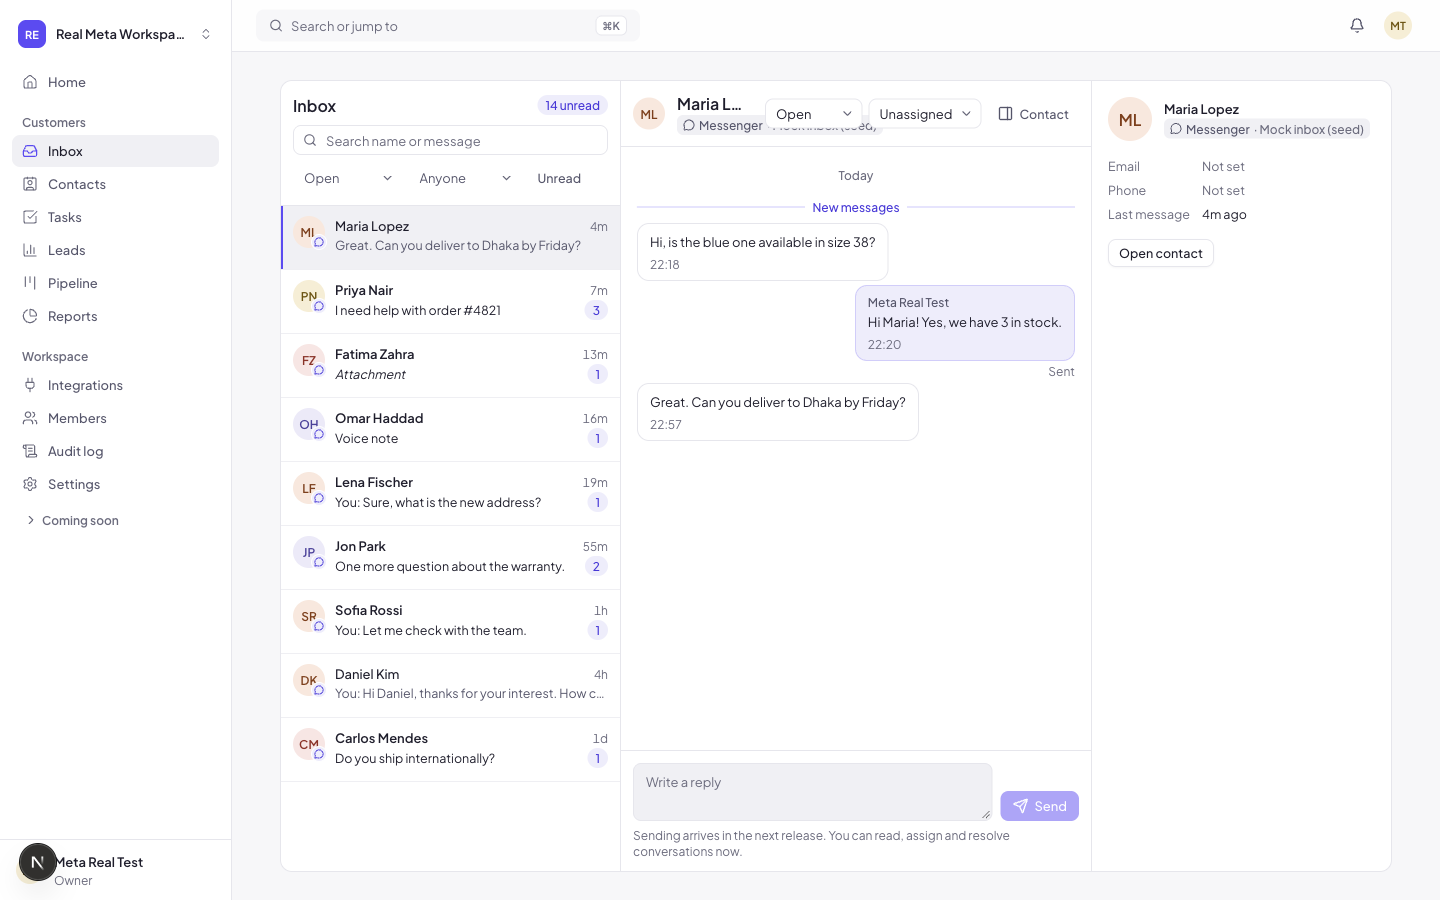 RE Real Meta Workspa...
Search or jump to ⌘K
MT
Home
Customers
Inbox
Contacts
Tasks
Leads
Pipeline
Reports
Workspace
Integrations
Members
Audit log
Settings
Coming soon
N
Meta Real Test
Owner
Inbox
14 unread
Search name or message
Open
Anyone
Unread
Maria Lopez 4m
Great. Can you deliver to Dhaka by Friday?
PN Priya Nair 7m
I need help with order #4821 3
FZ Fatima Zahra 13m
Attachment 1
OH Omar Haddad 16m
Voice note 1
LF Lena Fischer 19m
You: Sure, what is the new address? 1
JP Jon Park 55m
One more question about the warranty. 2
SR Sofia Rossi 1h
You: Let me check with the team. 1
DK Daniel Kim 4h
You: Hi Daniel, thanks for your interest. How c...
CM Carlos Mendes 1d
Do you ship internationally? 1
ML
Maria L...
Messenger · Mock inbox (seed)
Open
Unassigned
Contact
Today
New messages
Hi, is the blue one available in size 38?
22:18
Meta Real Test
Hi Maria! Yes, we have 3 in stock.
22:20
Sent
Great. Can you deliver to Dhaka by Friday?
22:57
Write a reply
Send
Sending arrives in the next release. You can read, assign and resolve
conversations now.
ML
Maria Lopez
Messenger · Mock inbox (seed)
Email Not set
Phone Not set
Last message 4m ago
Open contact